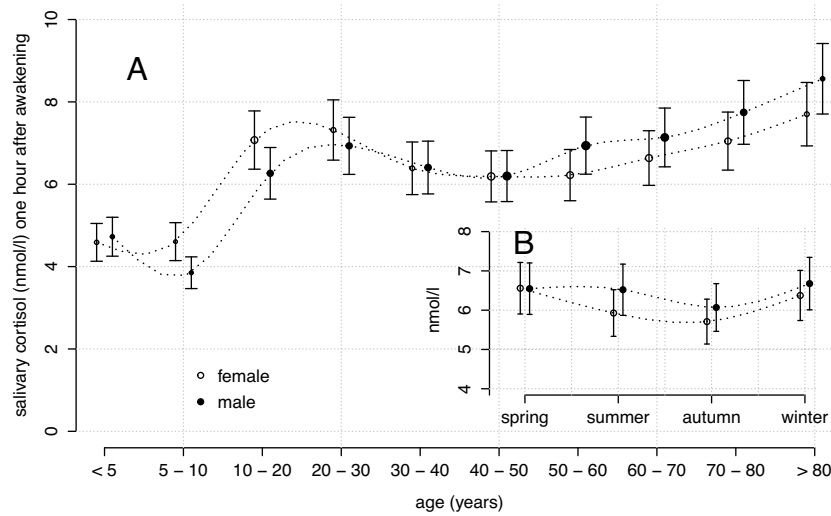 10
8
6
4
2
0
salivary cortisol (nmol/l) one hour after awakening
A
B
8
7
6
5
4
nmol/l
spring summer autumn winter
female
male
< 5 5 – 10 10 – 20 20 – 30 30 – 40 40 – 50 50 – 60 60 – 70 70 – 80 > 80
age (years)